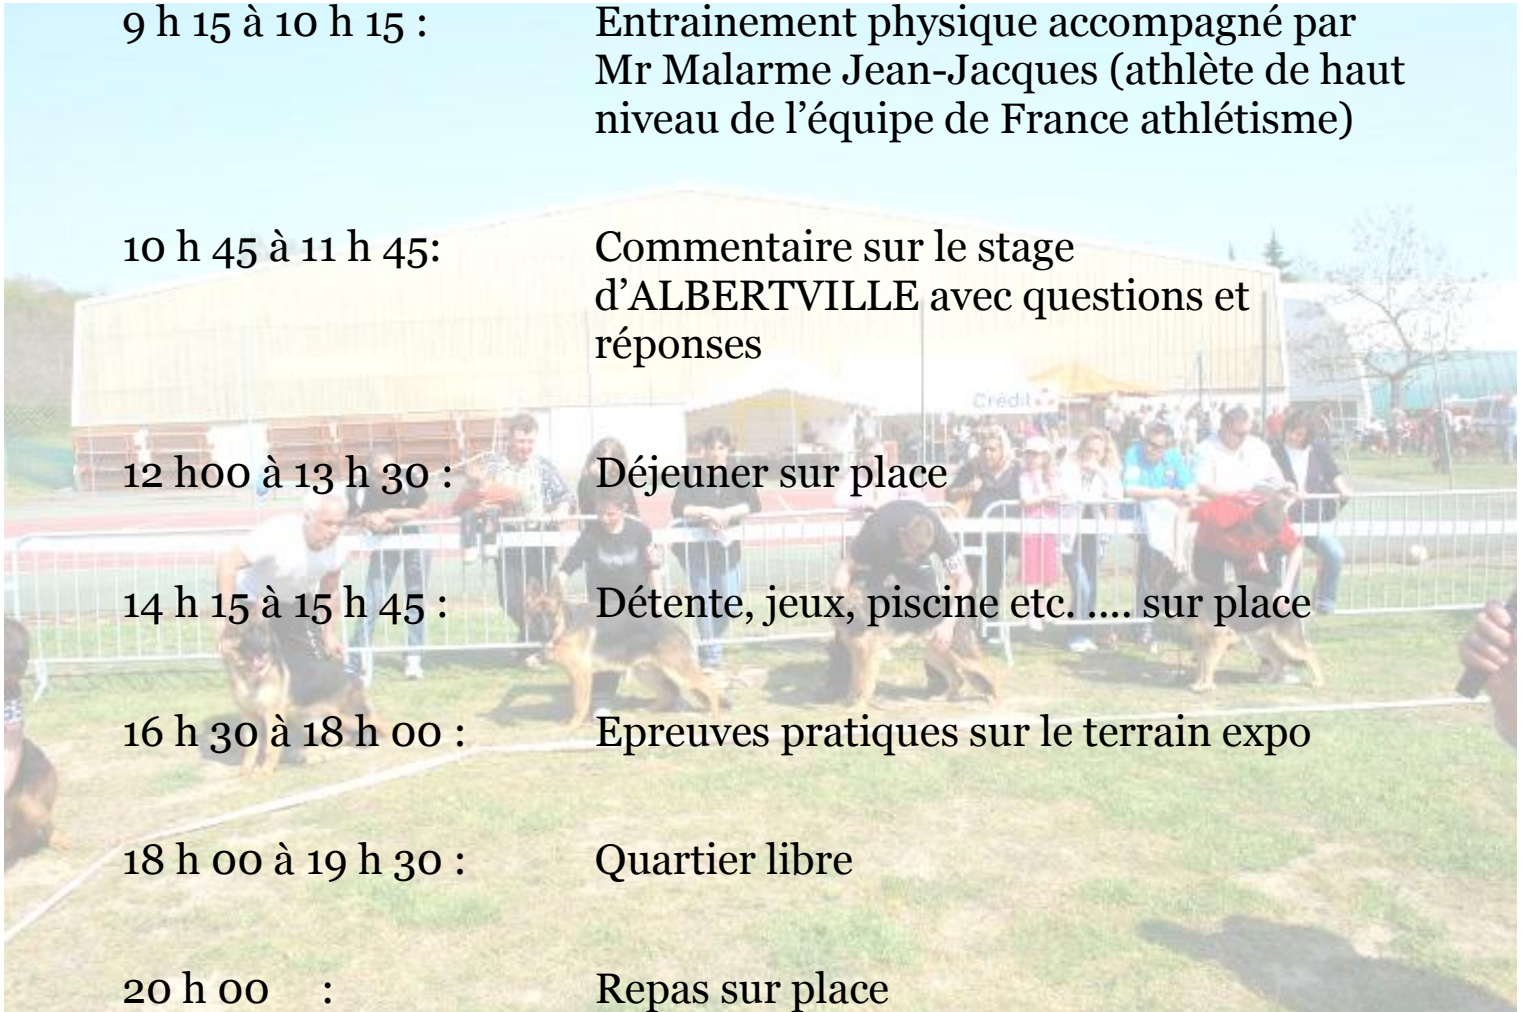 9 h 15 à 10 h 15 : Entrainement physique accompagné par
Mr Malarme Jean-Jacques (athlète de haut
niveau de l’équipe de France athlétisme)
10 h 45 à 11 h 45: Commentaire sur le stage
d’ALBERTVILLE avec questions et
réponses
Crédit
12 h00 à 13 h 30 : Déjeuner sur place
14 h 15 à 15 h 45 : Détente, jeux, piscine etc. .... sur place
16 h 30 à 18 h 00 : Epreuves pratiques sur le terrain expo
18 h 00 à 19 h 30 : Quartier libre
20 h 00 : Repas sur place